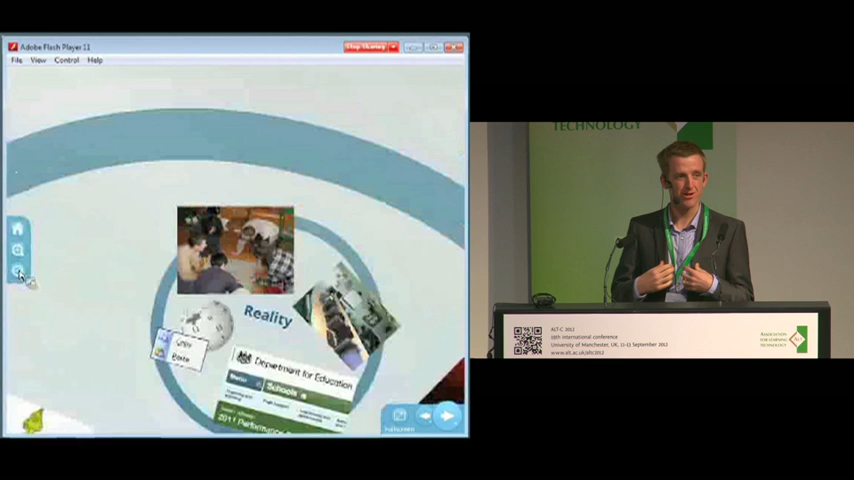 Adobe Flash Player 11
Stop Sharing
File View Control Help
Reality
Department for Education
Schools
2011 Performance
Fullscreen
TECHNOLOGY
ALT-C 2012
19th international conference
University of Manchester, UK, 11-13 September 2012
www.alt.ac.uk/altc2012
ASSOCIATION
FOR LEARNING
TECHNOLOGY
ALT